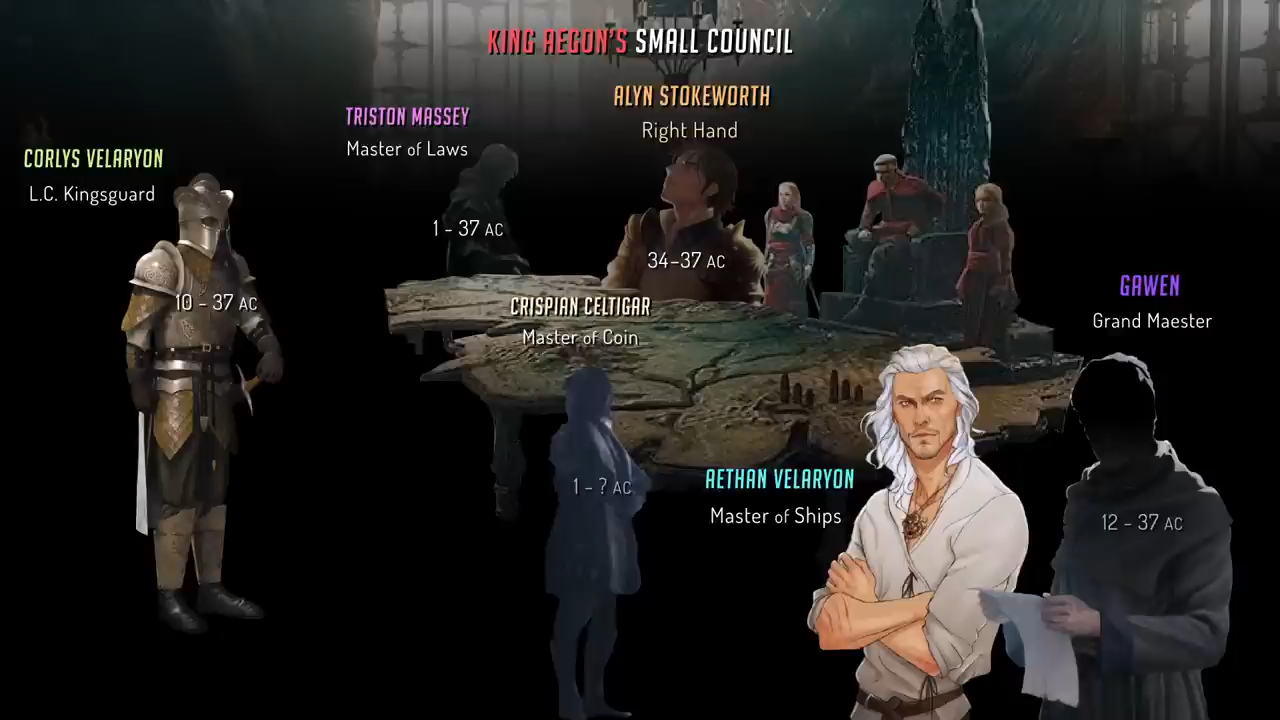 KING AEGON'S SMALL COUNCIL
ALYN STOKEWORTH
Right Hand
34–37 AC
TRISTON MASSEY
Master of Laws
1 - 37 AC
CORLYS VELARYON
L.C. Kingsguard
10 - 37 AC
CRISPIAN CELTIGAR
Master of Coin
1 - ? AC
AETHAN VELARYON
Master of Ships
GAWEN
Grand Maester
12 - 37 AC